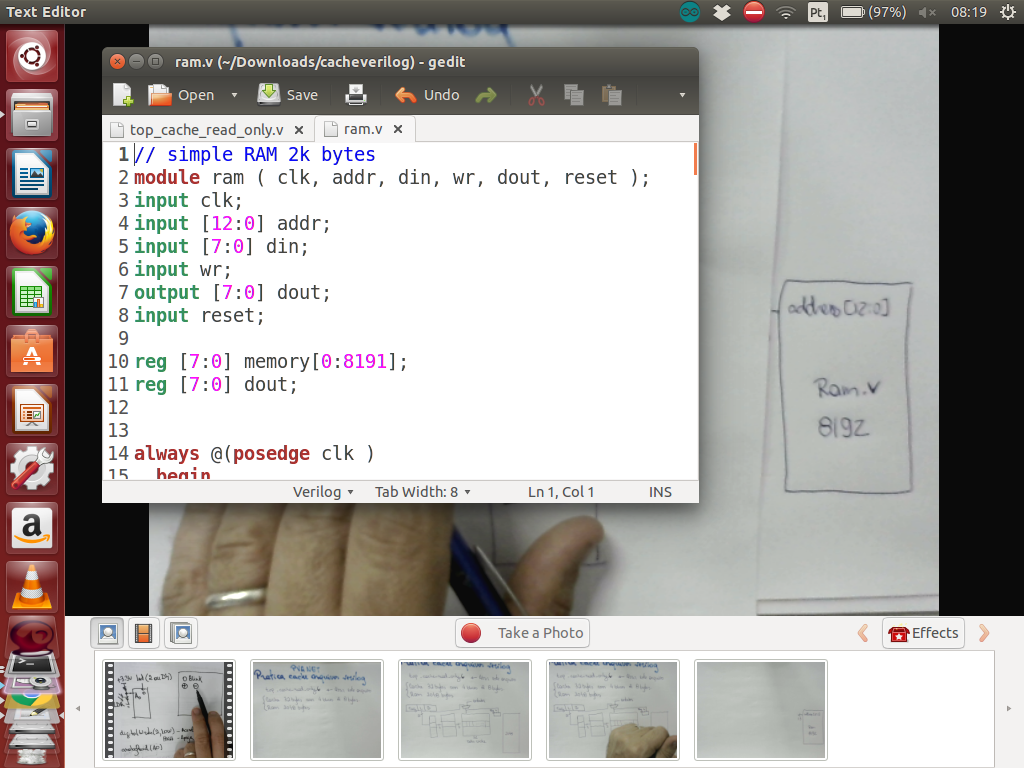 Text Editor
Pt1
(97%)
08:19
ram.v (~/Downloads/cacheverilog) - gedit
Open
Save
Undo
top_cache_read_only.v
ram.v
1 // simple RAM 2k bytes
2 module ram ( clk, addr, din, wr, dout, reset );
3 input clk;
4 input [12:0] addr;
5 input [7:0] din;
6 input wr;
7 output [7:0] dout;
8 input reset;
9
10 reg [7:0] memory[0:8191];
11 reg [7:0] dout;
12
13
14 always @(posedge clk )
15 begin
Verilog
Tab Width: 8
Ln 1, Col 1
INS
address [12:0]
Ram.v
8192
Take a Photo
Effects